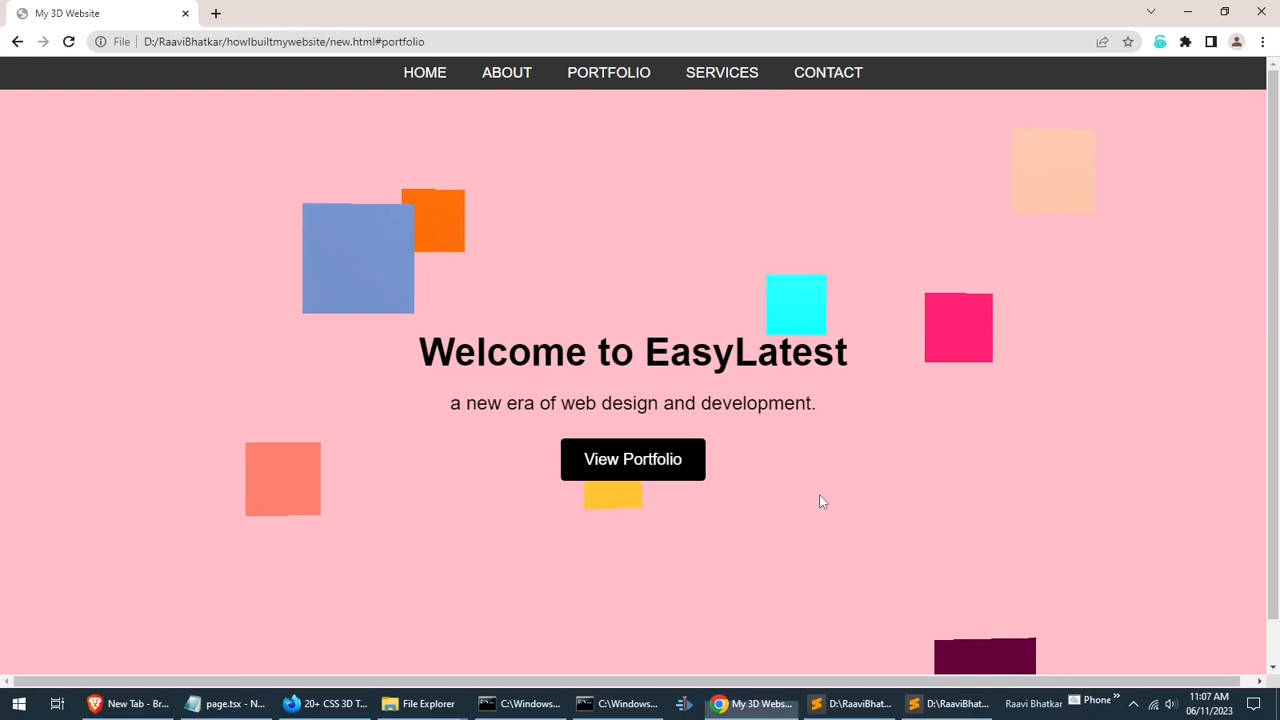 My 3D Website
File D:/RaaviBhatkar/howIbuiltmywebsite/new.html#portfolio
HOME ABOUT PORTFOLIO SERVICES CONTACT
Welcome to EasyLatest
a new era of web design and development.
View Portfolio
New Tab - Br... page.tsx - N... 20+ CSS 3D T... File Explorer C:\Windows... C:\Windows... My 3D Webs... D:\RaaviBhat... D:\RaaviBhat... Raavi Bhatkar Phone 11:07 AM
06/11/2023